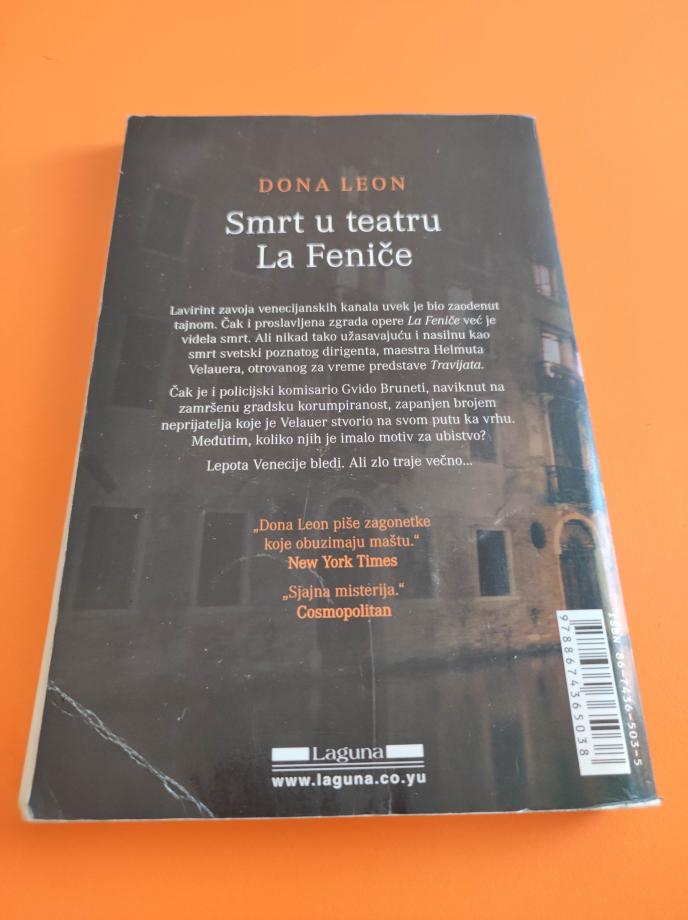 DONA LEON
Smrt u teatru
La Feniče
Lavirint zavoja venecijanskih kanala uvek je bio zaodenut
tajnom. Čak i proslavljena zgrada opere La Feniče već je
videla smrt. Ali nikad tako užasavajuću i nasilnu kao
smrt svetski poznatog dirigenta, maestra Helmuta
Velauera, otrovanog za vreme predstave Travijata.
Čak je i policijski komisario Gvido Bruneti, naviknut na
zamršenu gradsku korumpiranost, zapanjen brojem
neprijatelja koje je Velauer stvorio na svom putu ka vrhu.
Međutim, koliko njih je imalo motiv za ubistvo?
Lepota Venecije bledi. Ali zlo traje večno...
„Dona Leon piše zagonetke
koje obuzimaju maštu.“
New York Times
„Sjajna misterija.“
Cosmopolitan
Laguna
www.laguna.co.yu
ISBN 86-7436-503-5
9788674365038